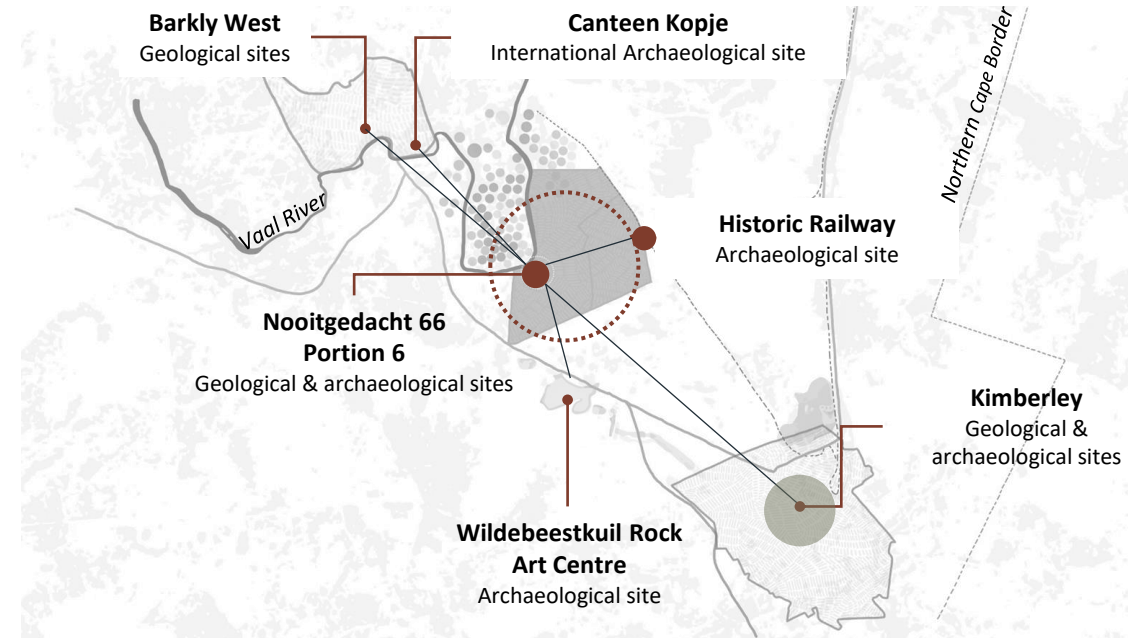 Barkly West
Geological sites
Canteen Kopje
International Archaeological site
Northern Cape Border
Vaal River
Historic Railway
Archaeological site
Nooitgedacht 66
Portion 6
Geological & archaeological sites
Kimberley
Geological &
archaeological sites
Wildebeestkuil Rock
Art Centre
Archaeological site